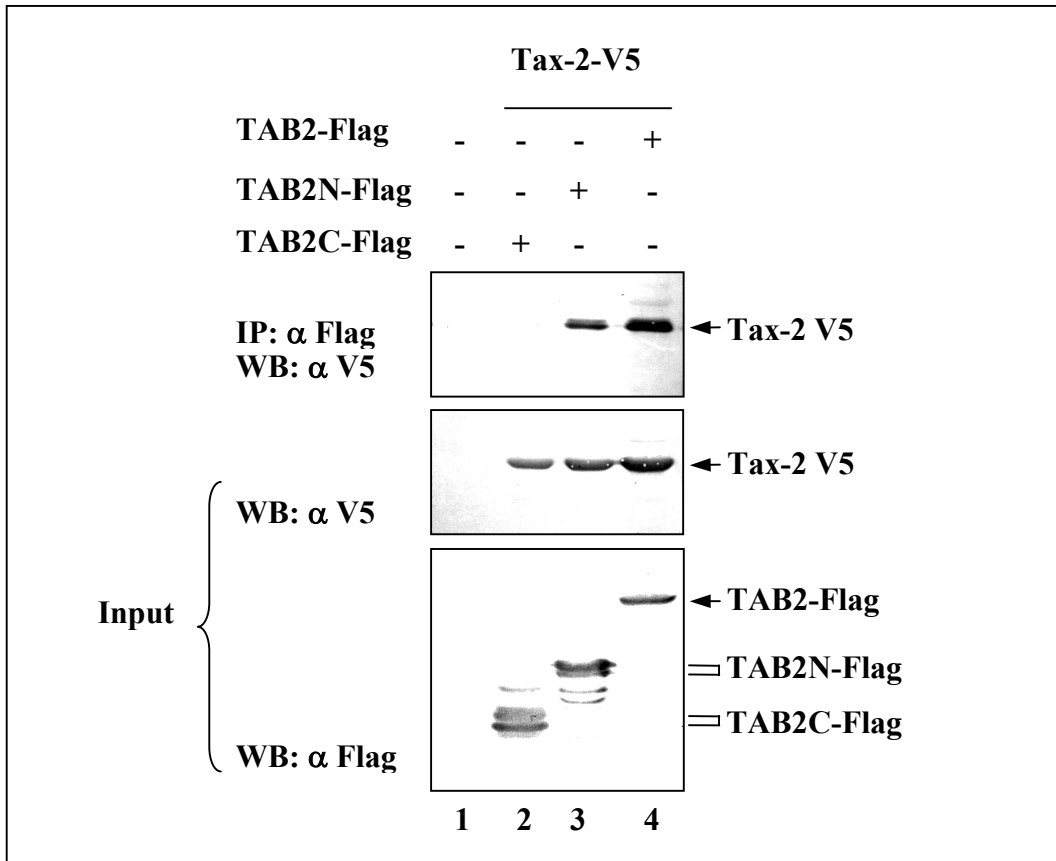 Tax-2-V5
TAB2-Flag - - - +
TAB2N-Flag - - + -
TAB2C-Flag - + - -
IP: α Flag
WB: α V5
Tax-2 V5
WB: α V5
Tax-2 V5
Input
TAB2-Flag
TAB2N-Flag
TAB2C-Flag
WB: α Flag
1 2 3 4